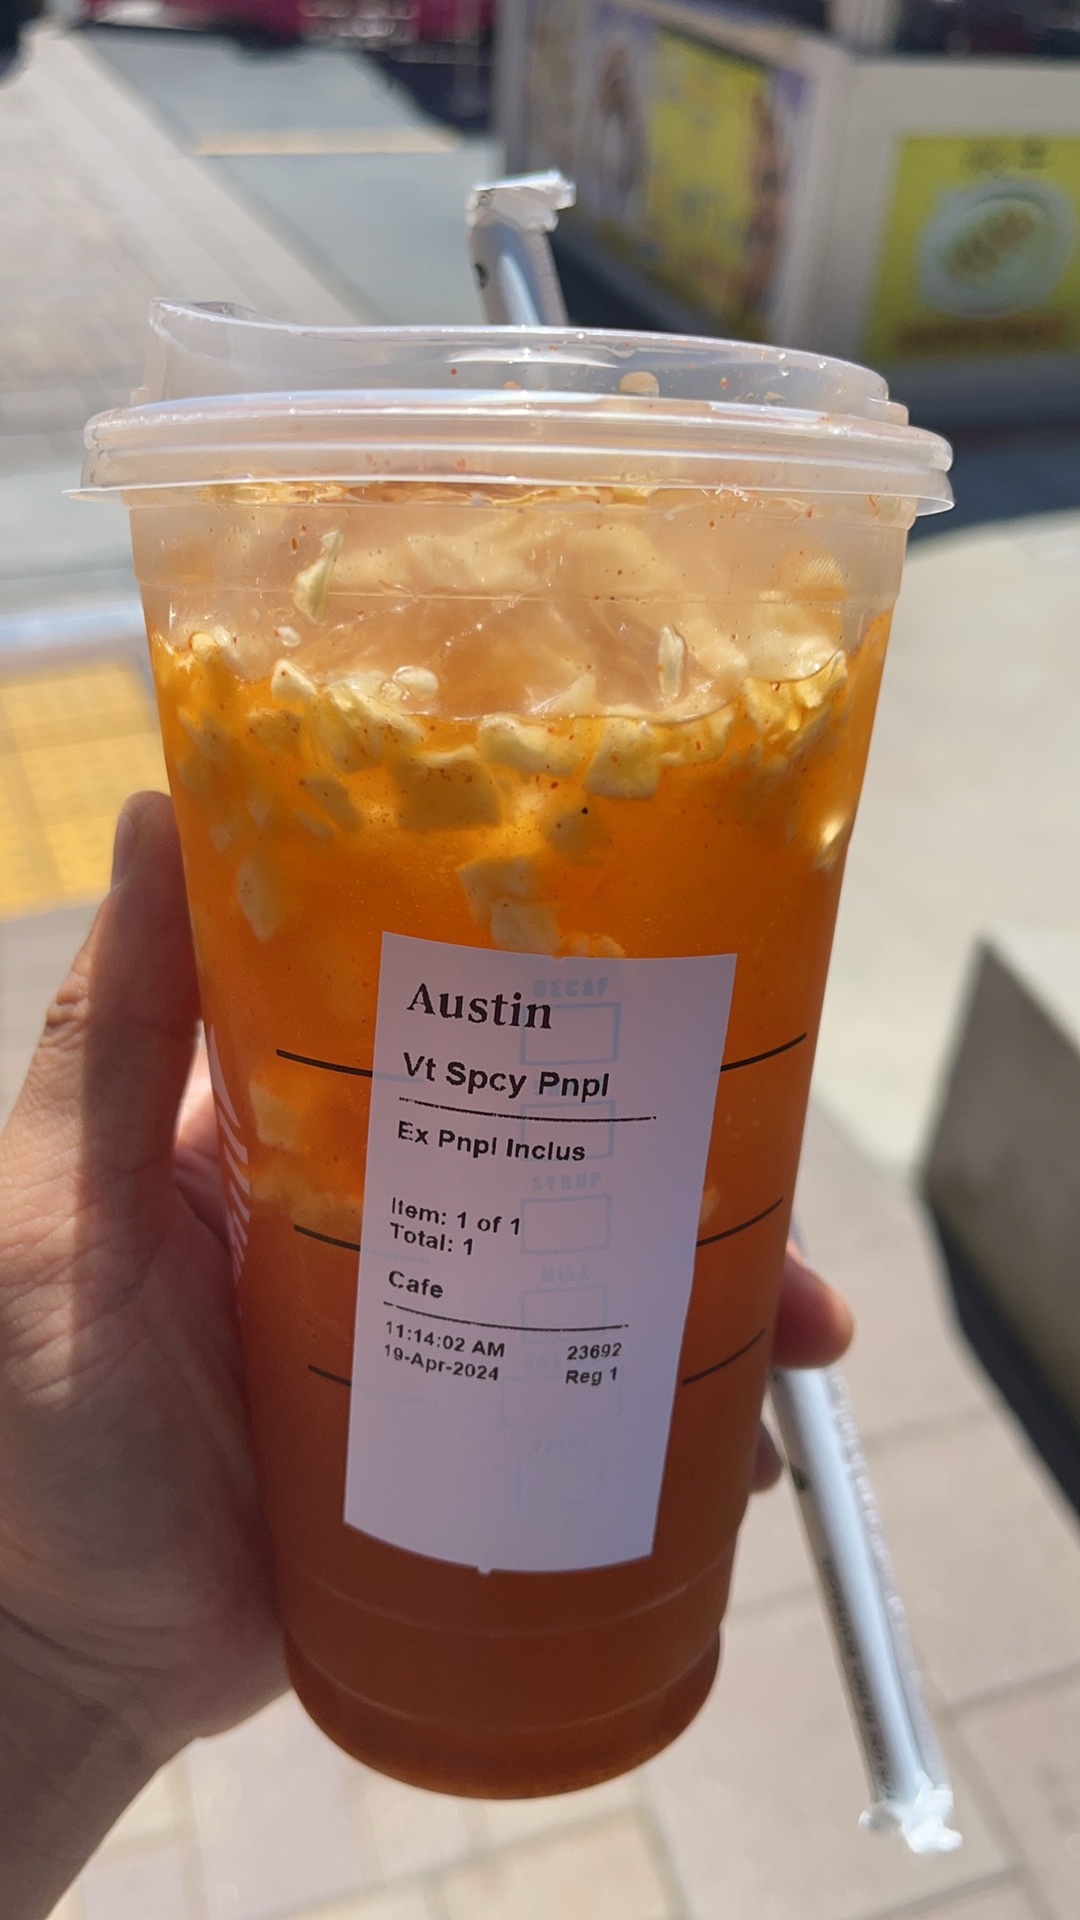 Austin
Vt Spcy Pnpl
Ex Pnpl Inclus
Item: 1 of 1
Total: 1
Cafe
11:14:02 AM 23692
19-Apr-2024 Reg 1
DECAF
SYRUP
MILK